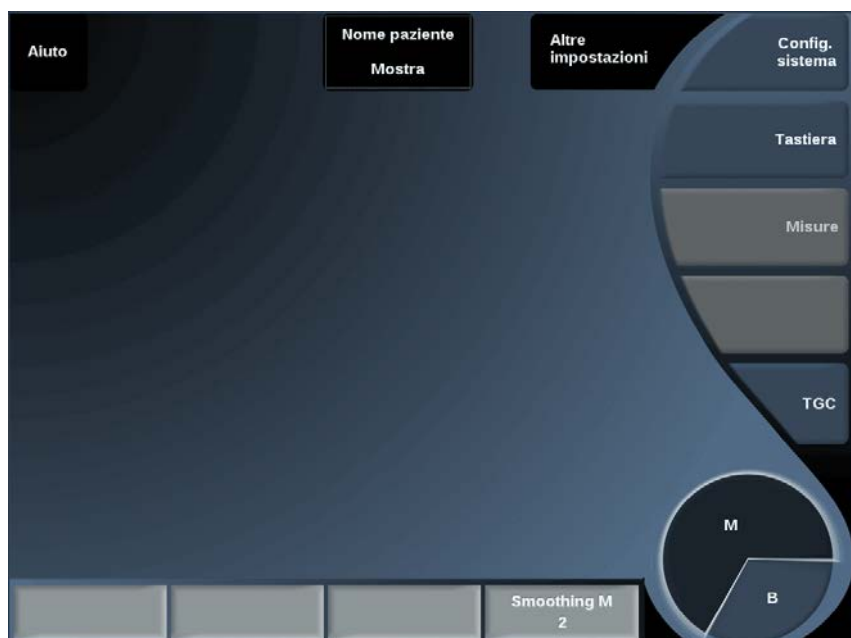 Aiuto
Nome paziente
Mostra
Altre
impostazioni
Config.
sistema
Tastiera
Misure
TGC
M
B
Smoothing M
2